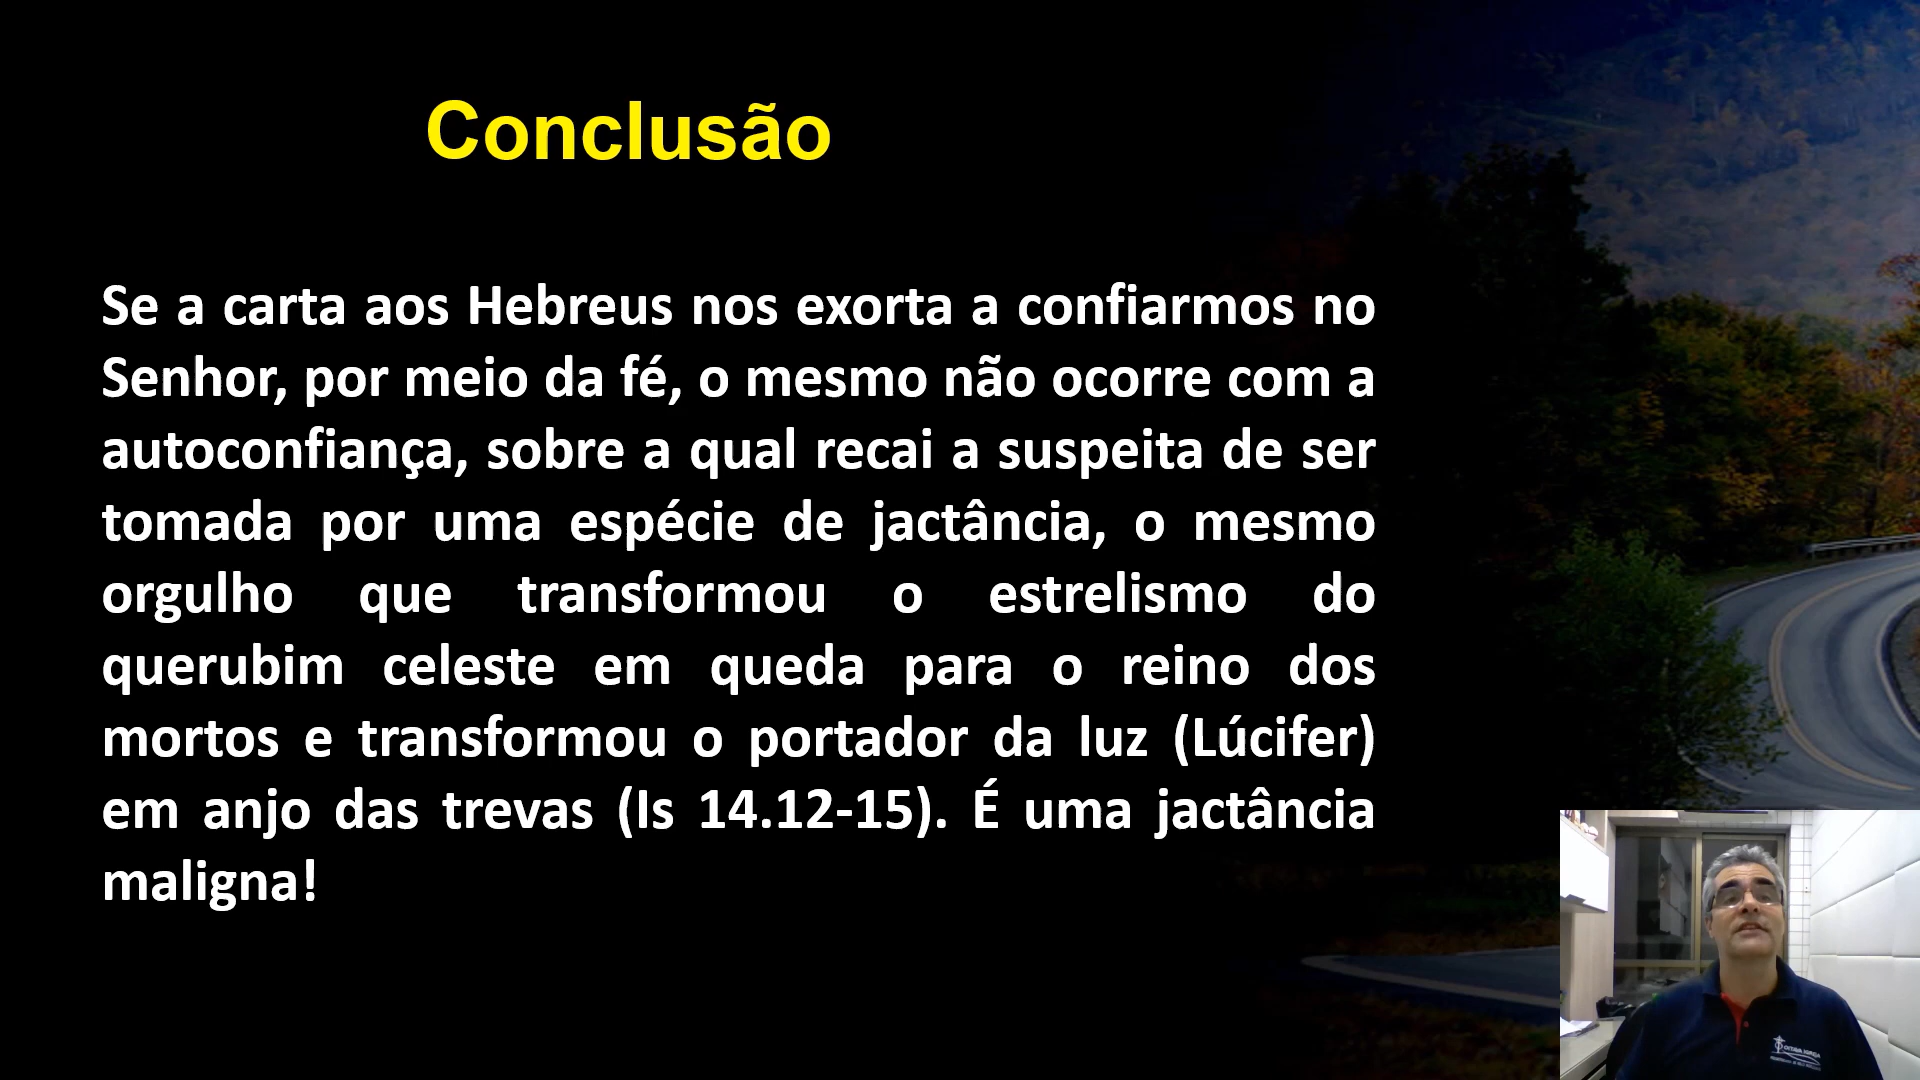 Conclusão
Se a carta aos Hebreus nos exorta a confiarmos no
Senhor, por meio da fé, o mesmo não ocorre com a
autoconfiança, sobre a qual recai a suspeita de ser
tomada por uma espécie de jactância, o mesmo
orgulho que transformou o estrelismo do
querubim celeste em queda para o reino dos
mortos e transformou o portador da luz (Lúcifer)
em anjo das trevas (Is 14.12-15). É uma jactância
maligna!
OITAVA IGREJA